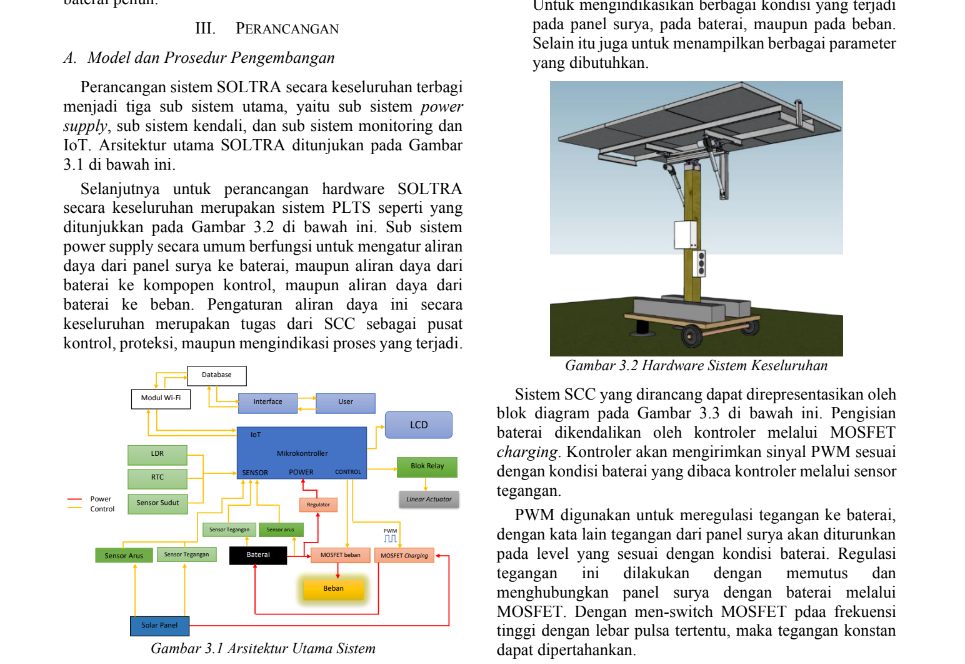 baterai penuh.
III. PERANCANGAN
A. Model dan Prosedur Pengembangan
Perancangan sistem SOLTRA secara keseluruhan terbagi
menjadi tiga sub sistem utama, yaitu sub sistem power
supply, sub sistem kendali, dan sub sistem monitoring dan
IoT. Arsitektur utama SOLTRA ditunjukan pada Gambar
3.1 di bawah ini.
Selanjutnya untuk perancangan hardware SOLTRA
secara keseluruhan merupakan sistem PLTS seperti yang
ditunjukkan pada Gambar 3.2 di bawah ini. Sub sistem
power supply secara umum berfungsi untuk mengatur aliran
daya dari panel surya ke baterai, maupun aliran daya dari
baterai ke kompopen kontrol, maupun aliran daya dari
baterai ke beban. Pengaturan aliran daya ini secara
keseluruhan merupakan tugas dari SCC sebagai pusat
kontrol, proteksi, maupun mengindikasi proses yang terjadi.
Database
Modul Wi-Fi
Interface
User
LCD
IoT
Mikrokontroller
SENSOR
POWER
CONTROL
LDR
RTC
Sensor Sudut
Blok Relay
Linear Actuator
Power
Control
Regulator
Sensor Tegangan
Sensor arus
PWM
Sensor Arus
Sensor Tegangan
Baterai
MOSFET beban
MOSFET Charging
Beban
Solar Panel
Gambar 3.1 Arsitektur Utama Sistem
Untuk mengindikasikan berbagai kondisi yang terjadi
pada panel surya, pada baterai, maupun pada beban.
Selain itu juga untuk menampilkan berbagai parameter
yang dibutuhkan.
Gambar 3.2 Hardware Sistem Keseluruhan
Sistem SCC yang dirancang dapat direpresentasikan oleh
blok diagram pada Gambar 3.3 di bawah ini. Pengisian
baterai dikendalikan oleh kontroler melalui MOSFET
charging. Kontroler akan mengirimkan sinyal PWM sesuai
dengan kondisi baterai yang dibaca kontroler melalui sensor
tegangan.
PWM digunakan untuk meregulasi tegangan ke baterai,
dengan kata lain tegangan dari panel surya akan diturunkan
pada level yang sesuai dengan kondisi baterai. Regulasi
tegangan ini dilakukan dengan memutus dan
menghubungkan panel surya dengan baterai melalui
MOSFET. Dengan men-switch MOSFET pdaa frekuensi
tinggi dengan lebar pulsa tertentu, maka tegangan konstan
dapat dipertahankan.